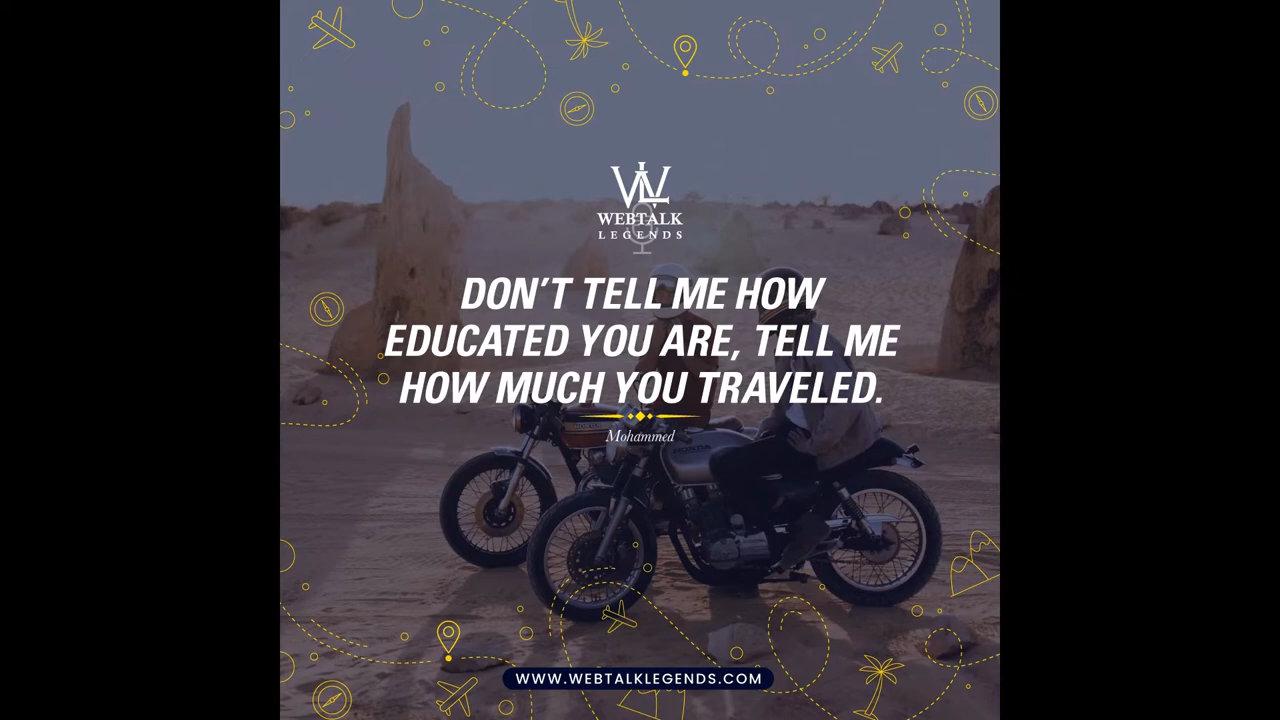 WEBTALK
LEGENDS
DON'T TELL ME HOW
EDUCATED YOU ARE, TELL ME
HOW MUCH YOU TRAVELED.
Mohammed
HONDA
WWW.WEBTALKLEGENDS.COM